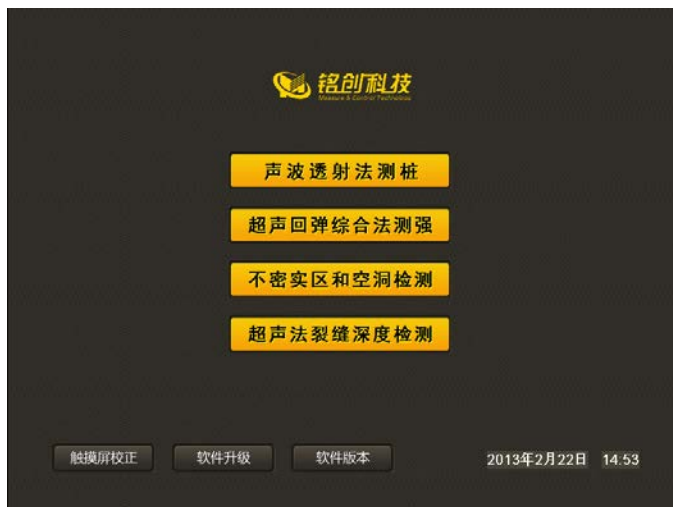 铭创科技
Measure & Control Technology
声波透射法测桩
超声回弹综合法测强
不密实区和空洞检测
超声法裂缝深度检测
触摸屏校正 软件升级 软件版本 2013年2月22日 14:53